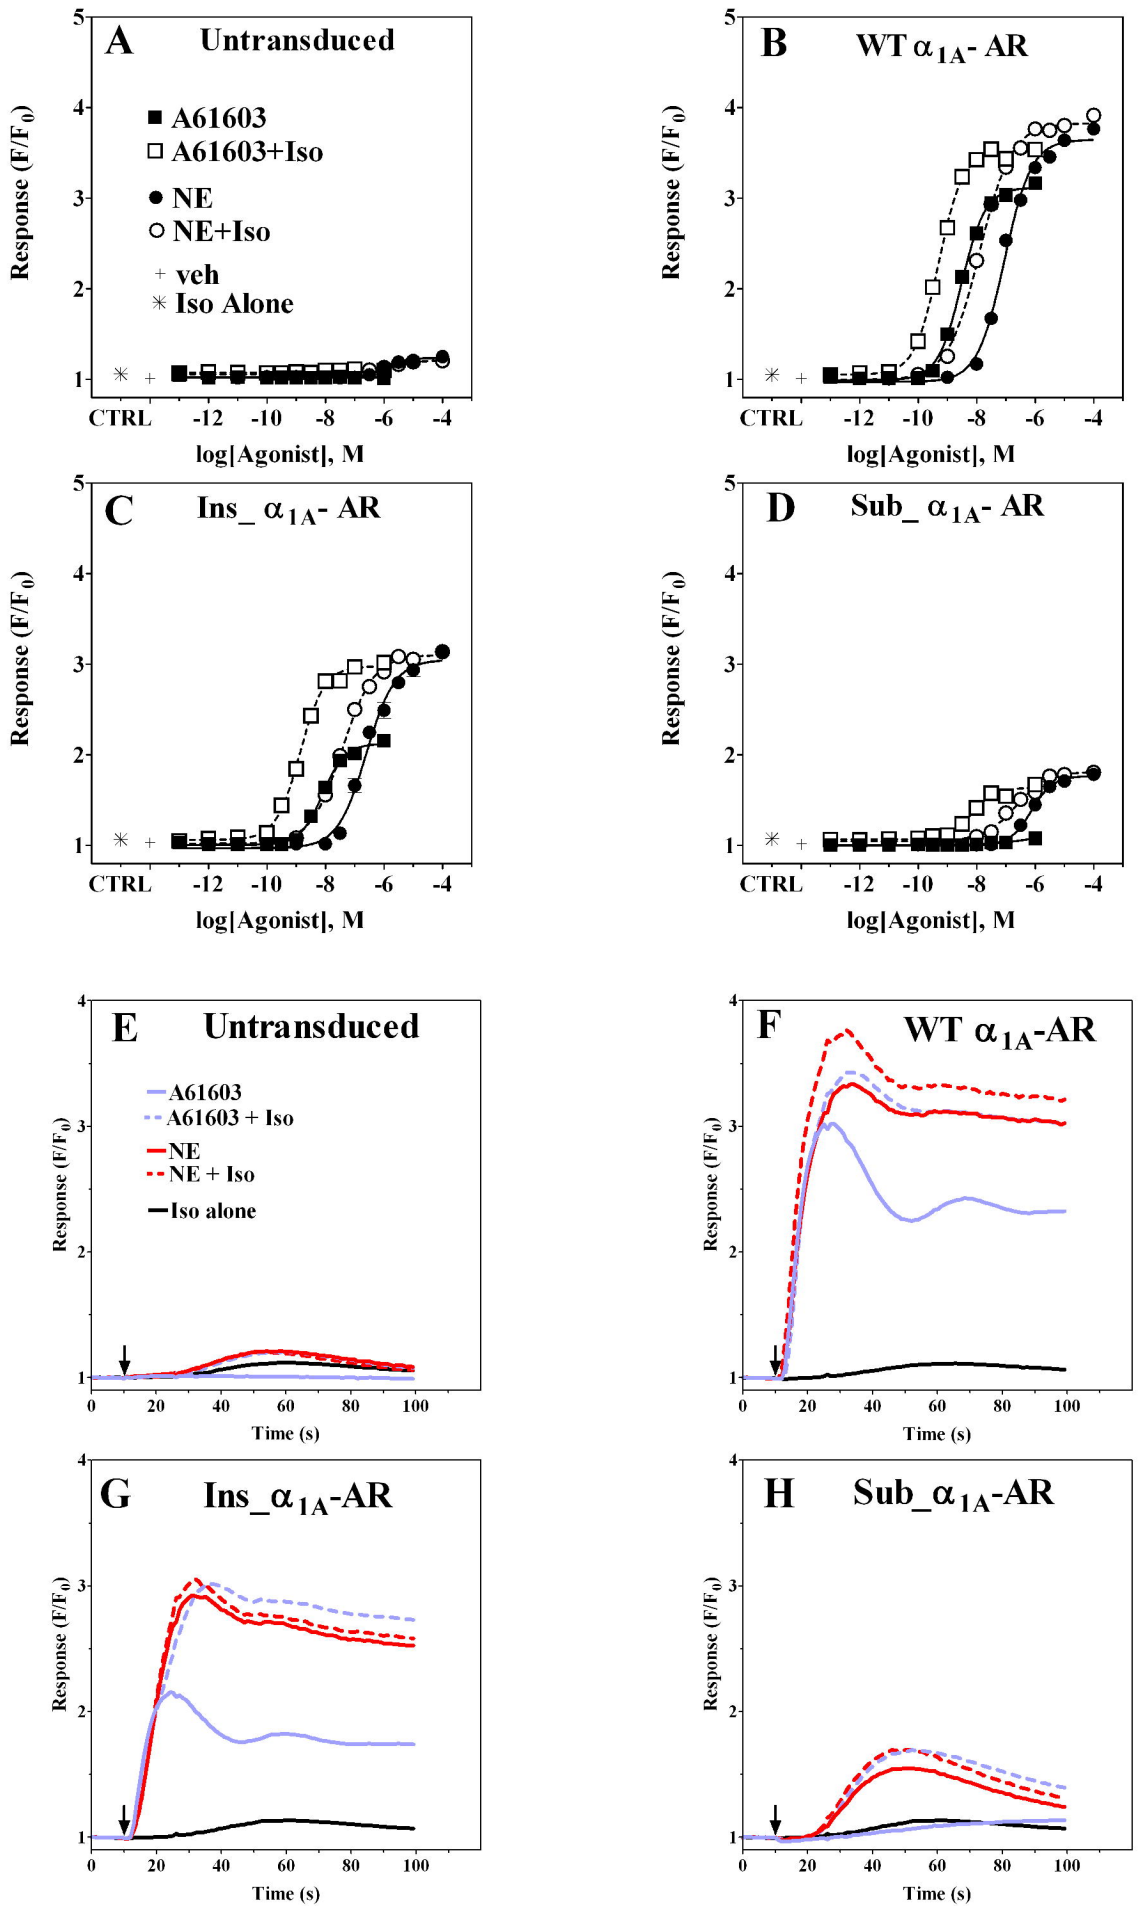 A Untransduced
Response (F/F0)
5
4
3
2
1
A61603
A61603+Iso
NE
NE+Iso
veh
Iso Alone
CTRL -12 -10 -8 -6 -4
log[Agonist], M
B WT α1A- AR
Response (F/F0)
5
4
3
2
1
CTRL -12 -10 -8 -6 -4
log[Agonist], M
C Ins_ α1A- AR
Response (F/F0)
5
4
3
2
1
CTRL -12 -10 -8 -6 -4
log[Agonist], M
D Sub_ α1A- AR
Response (F/F0)
5
4
3
2
1
CTRL -12 -10 -8 -6 -4
log[Agonist], M
E Untransduced
Response (F/F0)
4
3
2
1
A61603
A61603 + Iso
NE
NE + Iso
Iso alone
0 20 40 60 80 100
Time (s)
F WT α1A-AR
Response (F/F0)
4
3
2
1
0 20 40 60 80 100
Time (s)
G Ins_α1A-AR
Response (F/F0)
4
3
2
1
0 20 40 60 80 100
Time (s)
H Sub_α1A-AR
Response (F/F0)
4
3
2
1
0 20 40 60 80 100
Time (s)